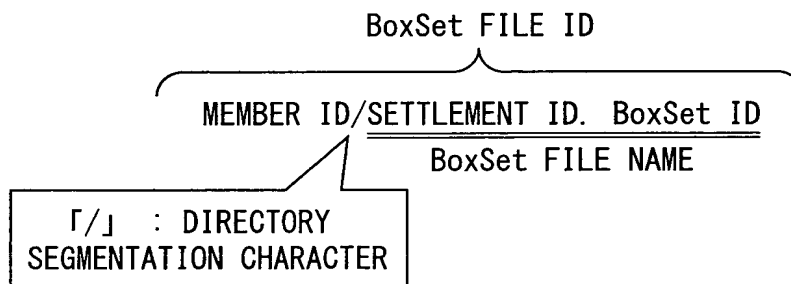 BoxSet FILE ID
MEMBER ID/SETTLEMENT ID. BoxSet ID
BoxSet FILE NAME
「/」 : DIRECTORY
SEGMENTATION CHARACTER